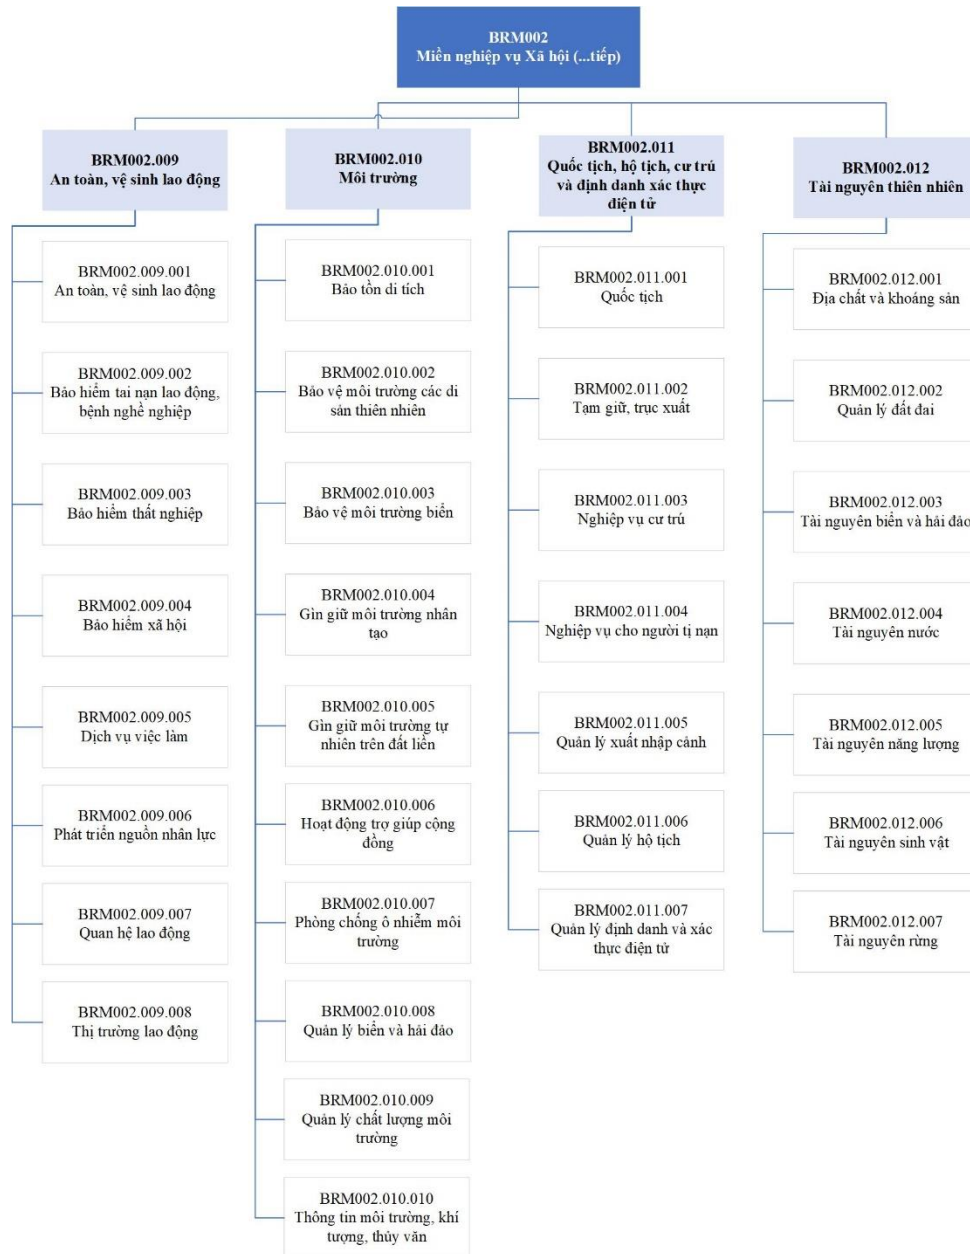 BRM002
Miền nghiệp vụ Xã hội (...tiếp)
BRM002.009
An toàn, vệ sinh lao động
BRM002.009.001
An toàn, vệ sinh lao động
BRM002.009.002
Bảo hiểm tai nạn lao động,
bệnh nghề nghiệp
BRM002.009.003
Bảo hiểm thất nghiệp
BRM002.009.004
Bảo hiểm xã hội
BRM002.009.005
Dịch vụ việc làm
BRM002.009.006
Phát triển nguồn nhân lực
BRM002.009.007
Quan hệ lao động
BRM002.009.008
Thị trường lao động
BRM002.010
Môi trường
BRM002.010.001
Bảo tồn di tích
BRM002.010.002
Bảo vệ môi trường các di
sản thiên nhiên
BRM002.010.003
Bảo vệ môi trường biển
BRM002.010.004
Gìn giữ môi trường nhân
tạo
BRM002.010.005
Gìn giữ môi trường tự
nhiên trên đất liền
BRM002.010.006
Hoạt động trợ giúp cộng
đồng
BRM002.010.007
Phòng chống ô nhiễm môi
trường
BRM002.010.008
Quản lý biển và hải đảo
BRM002.010.009
Quản lý chất lượng môi
trường
BRM002.010.010
Thông tin môi trường, khí
tượng, thủy văn
BRM002.011
Quốc tịch, hộ tịch, cư trú
và định danh xác thực
điện tử
BRM002.011.001
Quốc tịch
BRM002.011.002
Tạm giữ, trục xuất
BRM002.011.003
Nghiệp vụ cư trú
BRM002.011.004
Nghiệp vụ cho người tị nạn
BRM002.011.005
Quản lý xuất nhập cảnh
BRM002.011.006
Quản lý hộ tịch
BRM002.011.007
Quản lý định danh và xác
thực điện tử
BRM002.012
Tài nguyên thiên nhiên
BRM002.012.001
Địa chất và khoáng sản
BRM002.012.002
Quản lý đất đai
BRM002.012.003
Tài nguyên biển và hải đảo
BRM002.012.004
Tài nguyên nước
BRM002.012.005
Tài nguyên năng lượng
BRM002.012.006
Tài nguyên sinh vật
BRM002.012.007
Tài nguyên rừng